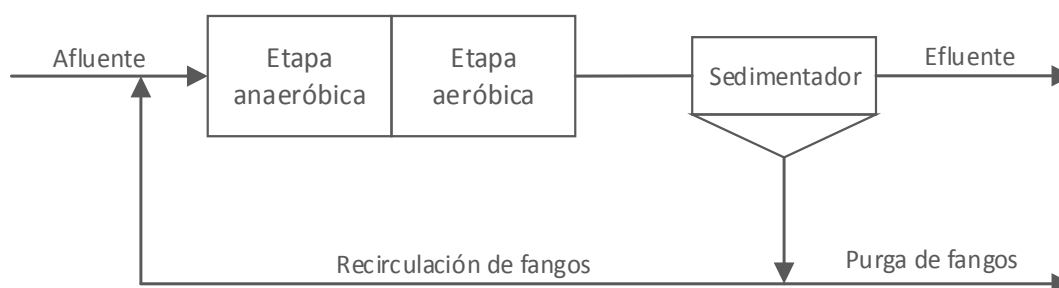 Afluente
Etapa
anaeróbica
Etapa
aeróbica
Sedimentador
Efluente
Recirculación de fangos
Purga de fangos